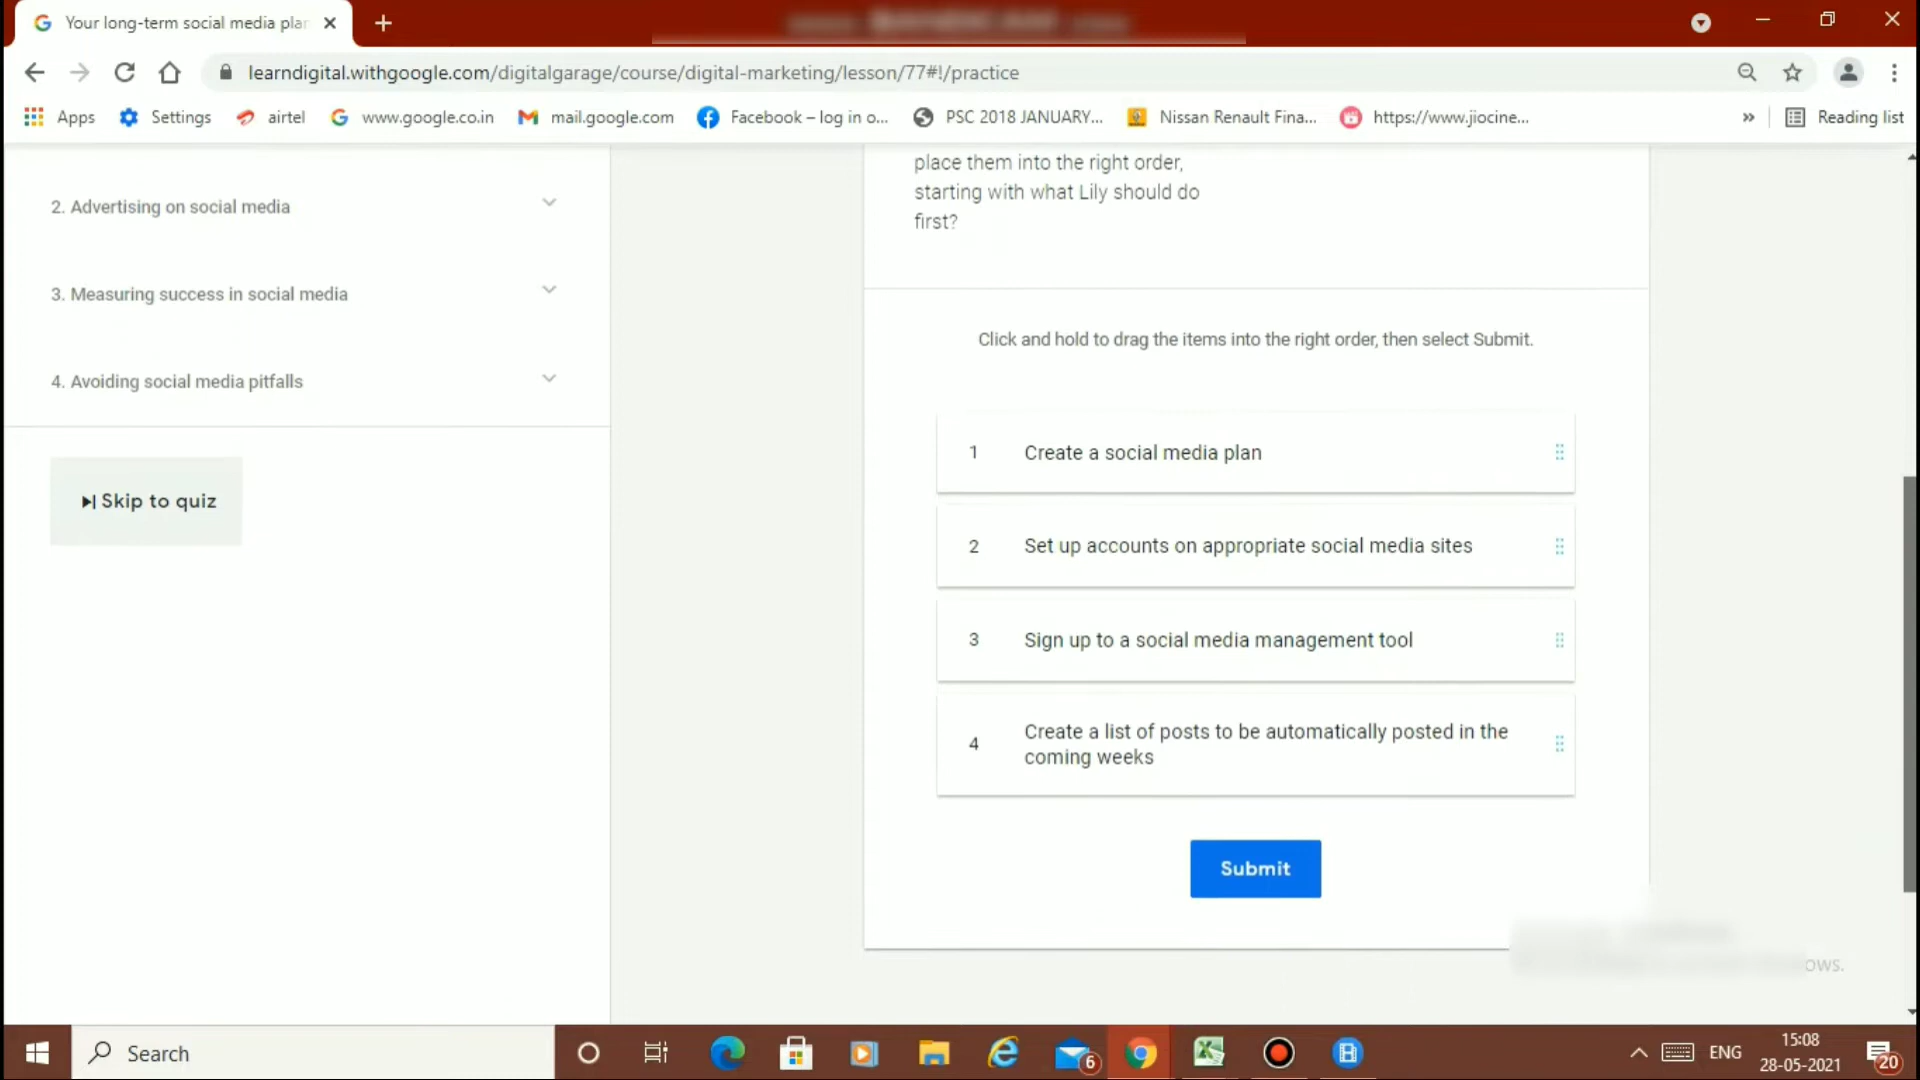 Your long-term social media plan
learndigital.withgoogle.com/digitalgarage/course/digital-marketing/lesson/77#!/practice
Apps Settings airtel www.google.co.in mail.google.com Facebook – log in o... PSC 2018 JANUARY... Nissan Renault Fina... https://www.jiocine... » Reading list
2. Advertising on social media
3. Measuring success in social media
4. Avoiding social media pitfalls
Skip to quiz
place them into the right order,
starting with what Lily should do
first?
Click and hold to drag the items into the right order, then select Submit.
1 Create a social media plan
2 Set up accounts on appropriate social media sites
3 Sign up to a social media management tool
4 Create a list of posts to be automatically posted in the
coming weeks
Submit
ows.
Search
6
ENG
15:08
28-05-2021
20